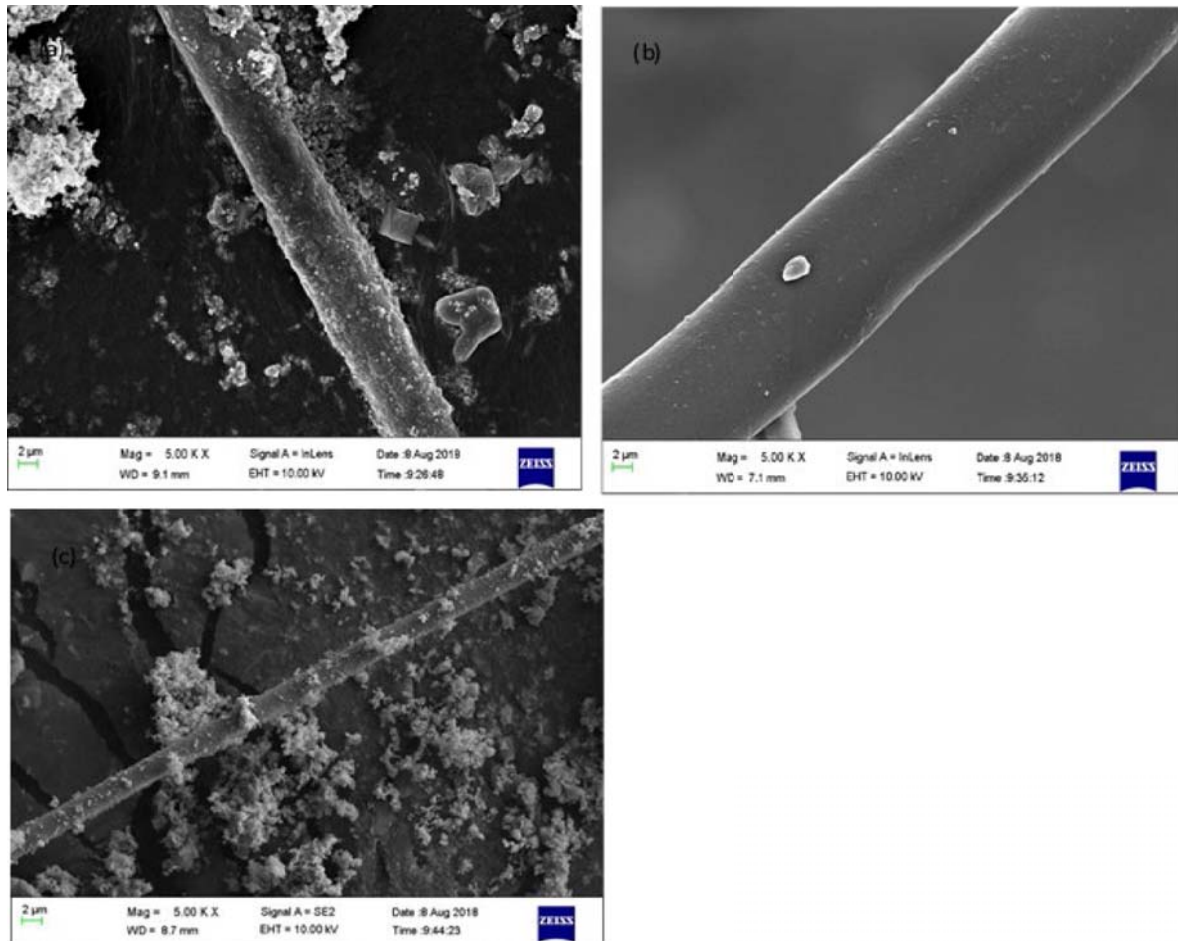 (a)
2 µm
Mag = 5.00 K X
Signal A = InLens
Date :8 Aug 2018
WD = 9.1 mm
EHT = 10.00 kV
Time :9:26:48
ZEISS
(b)
2 µm
Mag = 5.00 K X
Signal A = InLens
Date :8 Aug 2018
WD = 7.1 mm
EHT = 10.00 kV
Time :9:35:12
ZEISS
(c)
2 µm
Mag = 5.00 K X
Signal A = SE2
Date :8 Aug 2018
WD = 8.7 mm
EHT = 10.00 kV
Time :9:44:23
ZEISS